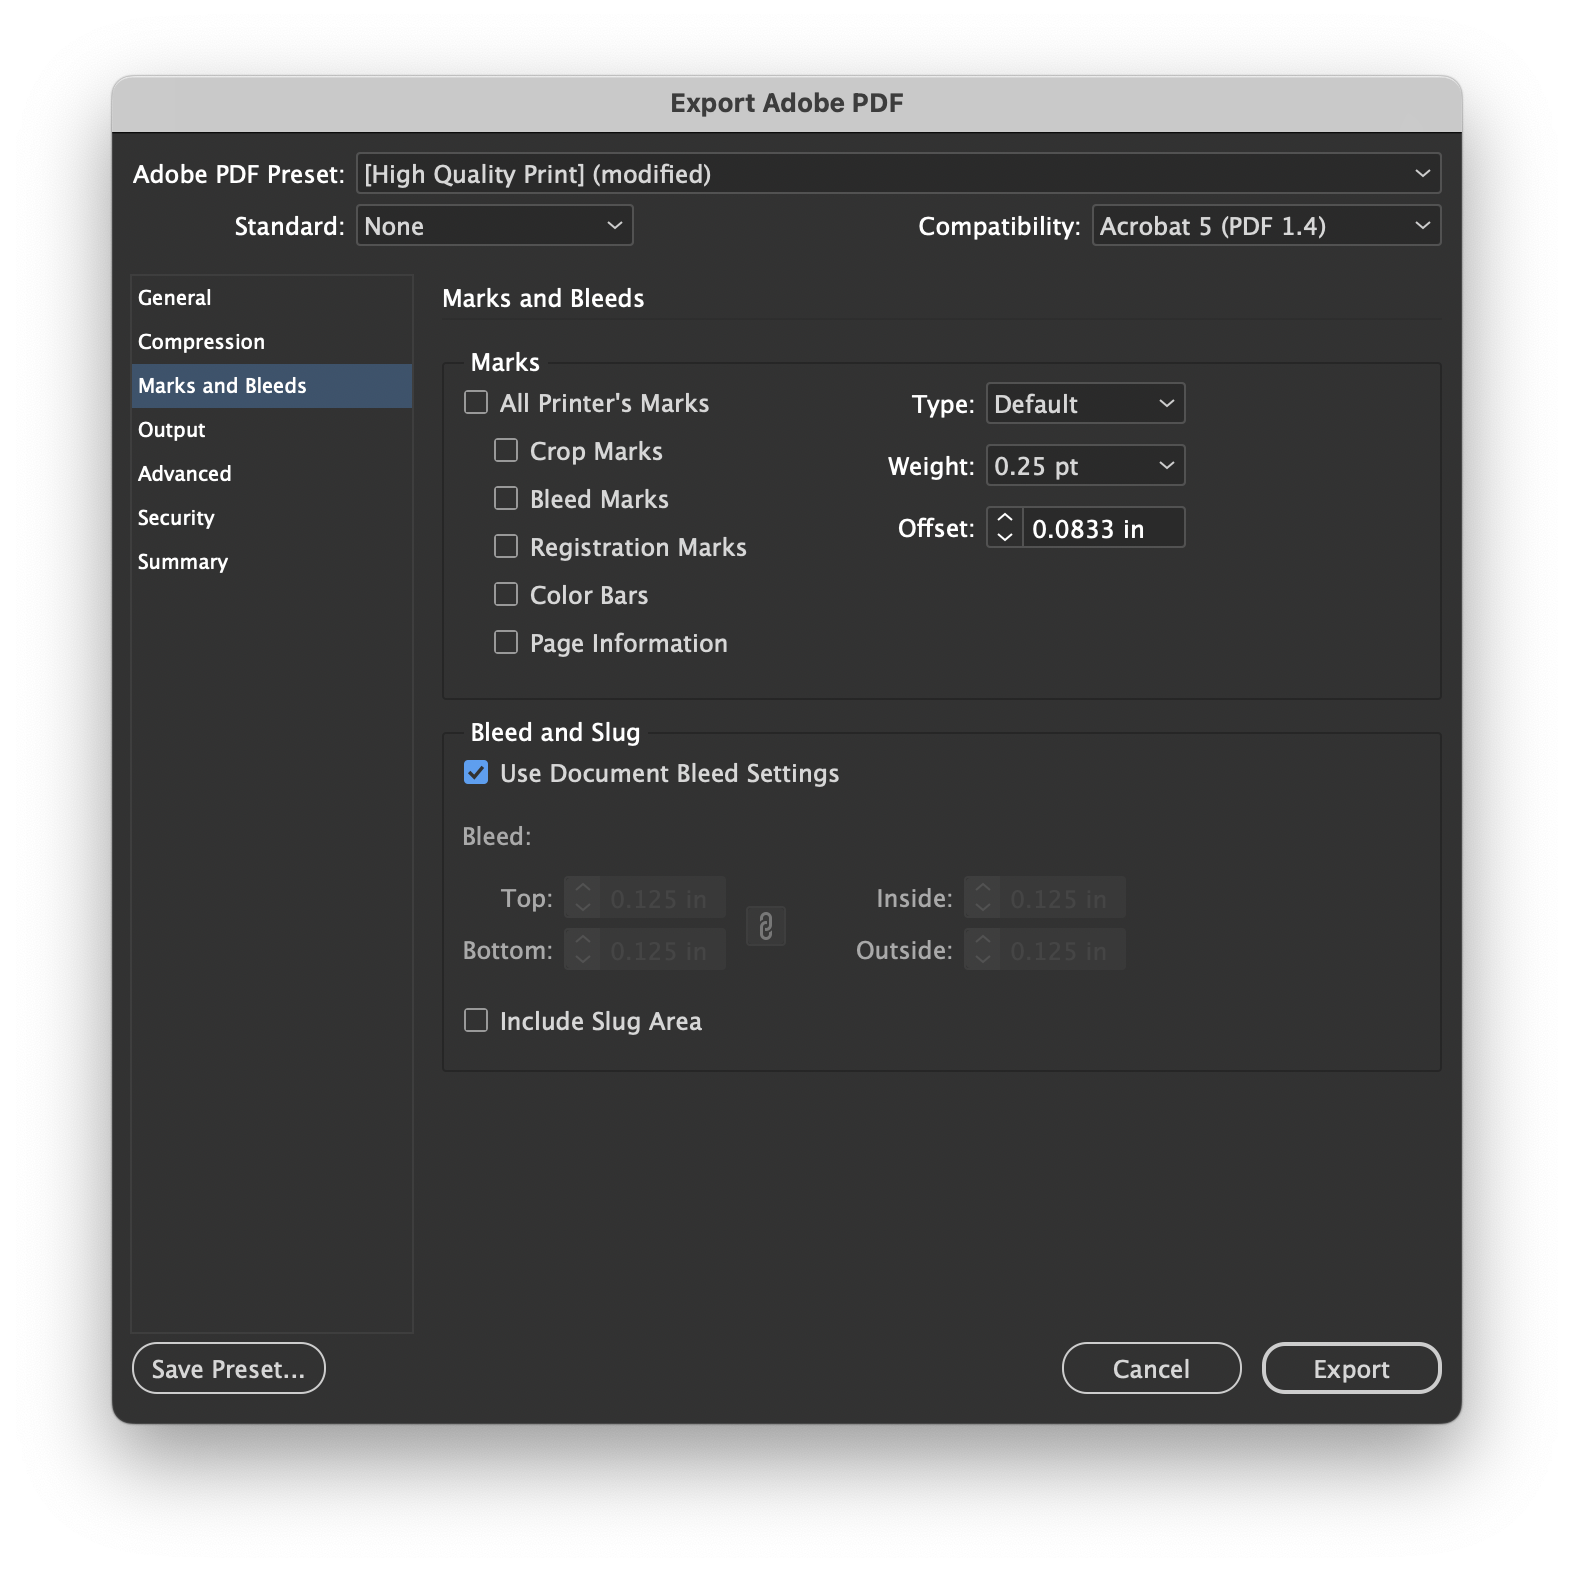 Export Adobe PDF
Adobe PDF Preset: [High Quality Print] (modified)
Standard: None Compatibility: Acrobat 5 (PDF 1.4)
General
Compression
Marks and Bleeds
Output
Advanced
Security
Summary
Marks and Bleeds
Marks
All Printer's Marks
Crop Marks
Bleed Marks
Registration Marks
Color Bars
Page Information
Type: Default
Weight: 0.25 pt
Offset: 0.0833 in
Bleed and Slug
Use Document Bleed Settings
Bleed:
Top: 0.125 in
Bottom: 0.125 in
Inside: 0.125 in
Outside: 0.125 in
Include Slug Area
Save Preset...
Cancel
Export